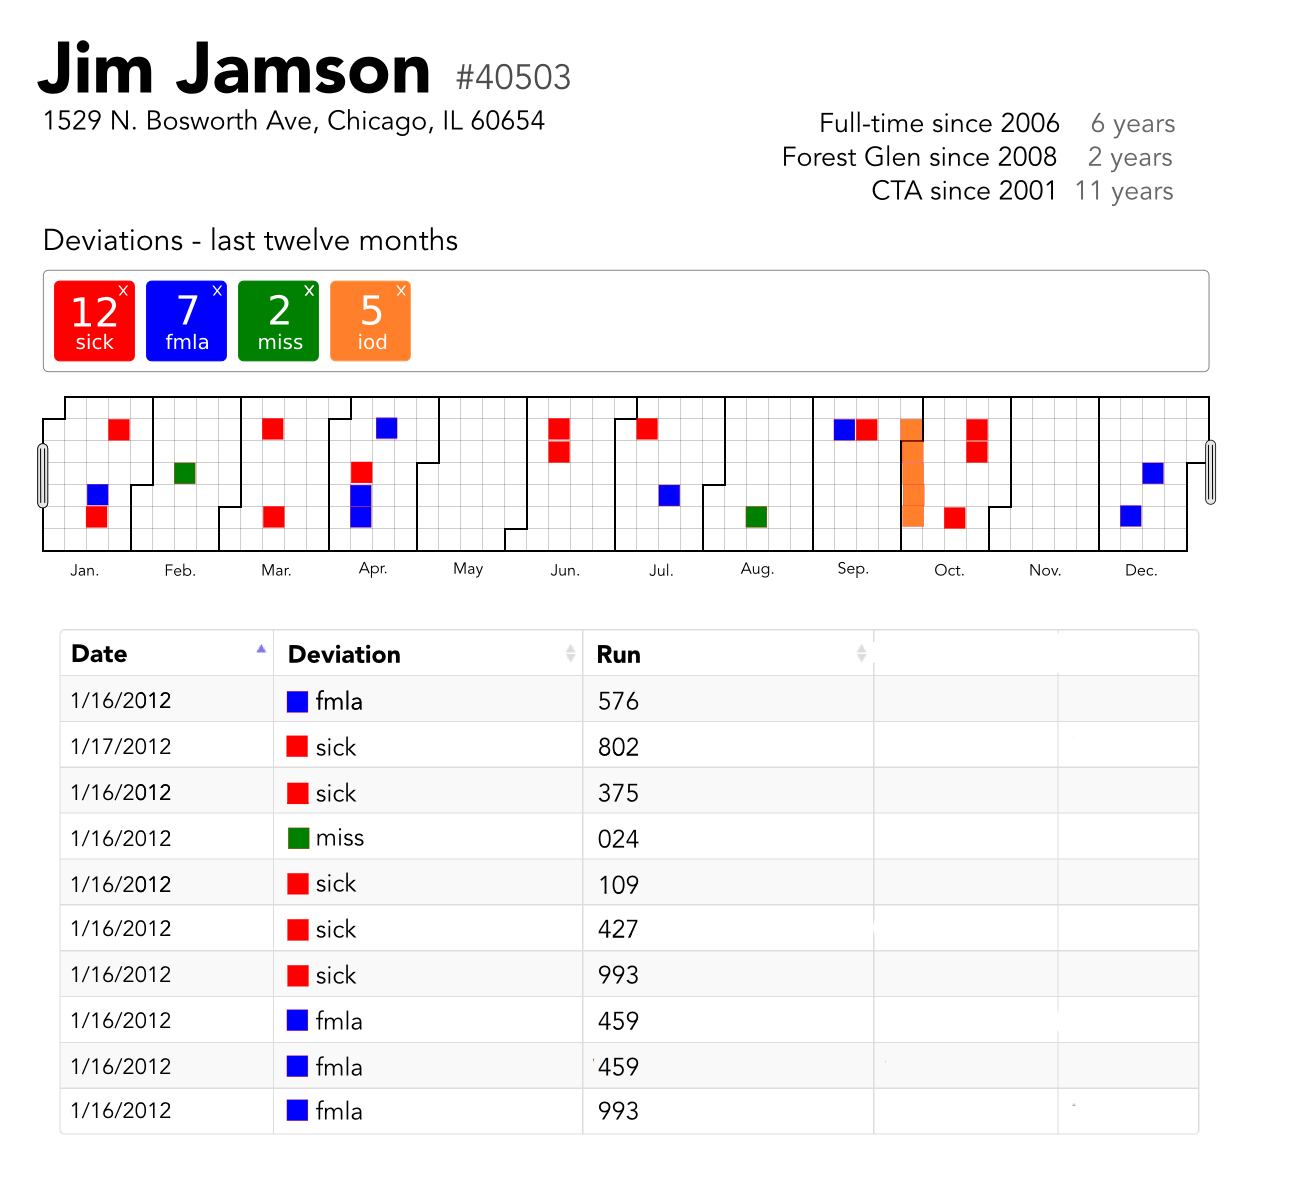 Jim Jamson #40503
1529 N. Bosworth Ave, Chicago, IL 60654
Full-time since 2006 6 years
Forest Glen since 2008 2 years
CTA since 2001 11 years
Deviations - last twelve months
x x x x
12 7 2 5
sick fmla miss iod
Jan. Feb. Mar. Apr. May Jun. Jul. Aug. Sep. Oct. Nov. Dec.
Date Deviation Run
1/16/2012 fmla 576
1/17/2012 sick 802
1/16/2012 sick 375
1/16/2012 miss 024
1/16/2012 sick 109
1/16/2012 sick 427
1/16/2012 sick 993
1/16/2012 fmla 459
1/16/2012 fmla 459
1/16/2012 fmla 993